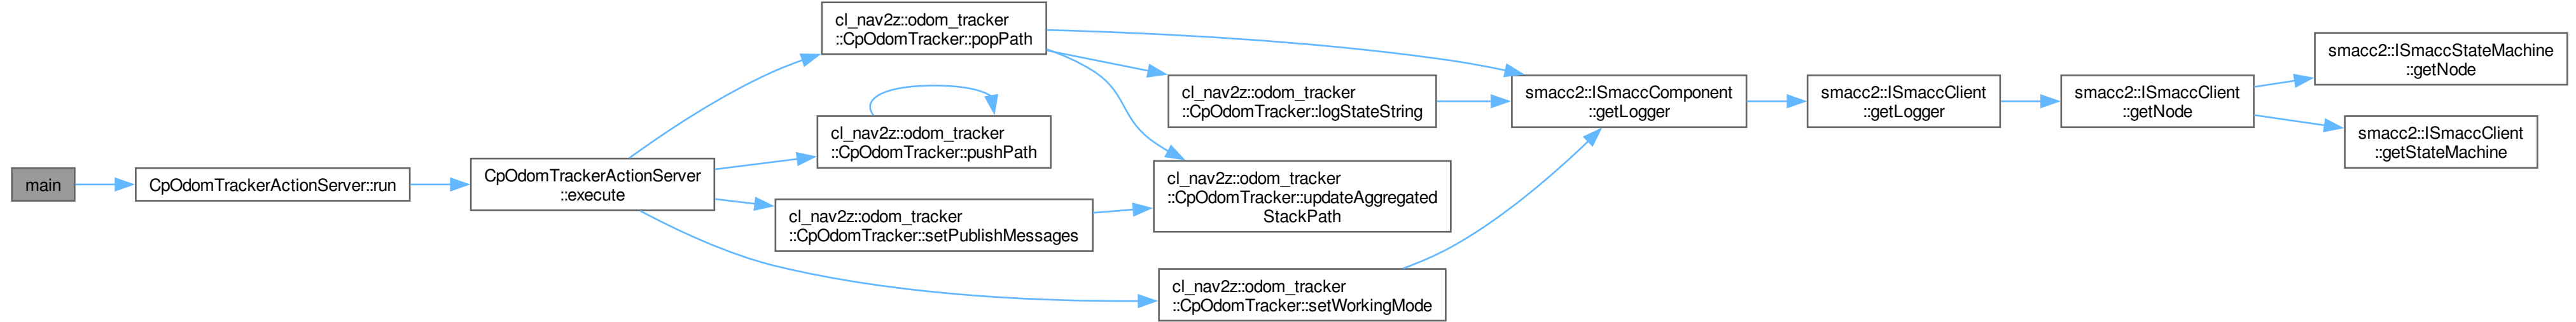 main
CpOdomTrackerActionServer::run
CpOdomTrackerActionServer
::execute
cl_nav2z::odom_tracker
::CpOdomTracker::popPath
cl_nav2z::odom_tracker
::CpOdomTracker::pushPath
cl_nav2z::odom_tracker
::CpOdomTracker::setPublishMessages
cl_nav2z::odom_tracker
::CpOdomTracker::logStateString
cl_nav2z::odom_tracker
::CpOdomTracker::updateAggregated
StackPath
cl_nav2z::odom_tracker
::CpOdomTracker::setWorkingMode
smacc2::ISmaccComponent
::getLogger
smacc2::ISmaccClient
::getLogger
smacc2::ISmaccClient
::getNode
smacc2::ISmaccStateMachine
::getNode
smacc2::ISmaccClient
::getStateMachine